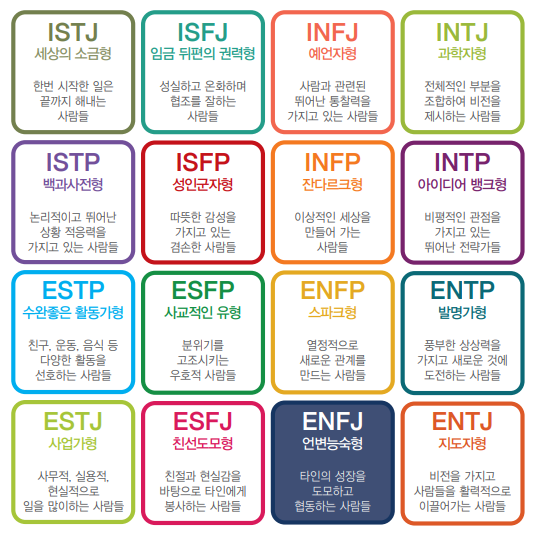 ISTJ
세상의 소금형
한번 시작한 일은
끝까지 해내는
사람들
ISFJ
임금 뒤편의 권력형
성실하고 온화하며
협조를 잘하는
사람들
INFJ
예언자형
사람과 관련된
뛰어난 통찰력을
가지고 있는 사람들
INTJ
과학자형
전체적인 부분을
조합하여 비전을
제시하는 사람들
ISTP
백과사전형
논리적이고 뛰어난
상황 적응력을
가지고 있는 사람들
ISFP
성인군자형
따뜻한 감성을
가지고 있는
겸손한 사람들
INFP
잔다르크형
이상적인 세상을
만들어 가는
사람들
INTP
아이디어 뱅크형
비평적인 관점을
가지고 있는
뛰어난 전략가들
ESTP
수완좋은 활동가형
친구, 운동, 음식 등
다양한 활동을
선호하는 사람들
ESFP
사교적인 유형
분위기를
고조시키는
우호적 사람들
ENFP
스파크형
열정적으로
새로운 관계를
만드는 사람들
ENTP
발명가형
풍부한 상상력을
가지고 새로운 것에
도전하는 사람들
ESTJ
사업가형
사무적, 실용적,
현실적으로
일을 많이하는 사람들
ESFJ
친선도모형
친절과 현실감을
바탕으로 타인에게
봉사하는 사람들
ENFJ
언변능숙형
타인의 성장을
도모하고
협동하는 사람들
ENTJ
지도자형
비전을 가지고
사람들을 활력적으로
이끌어가는 사람들